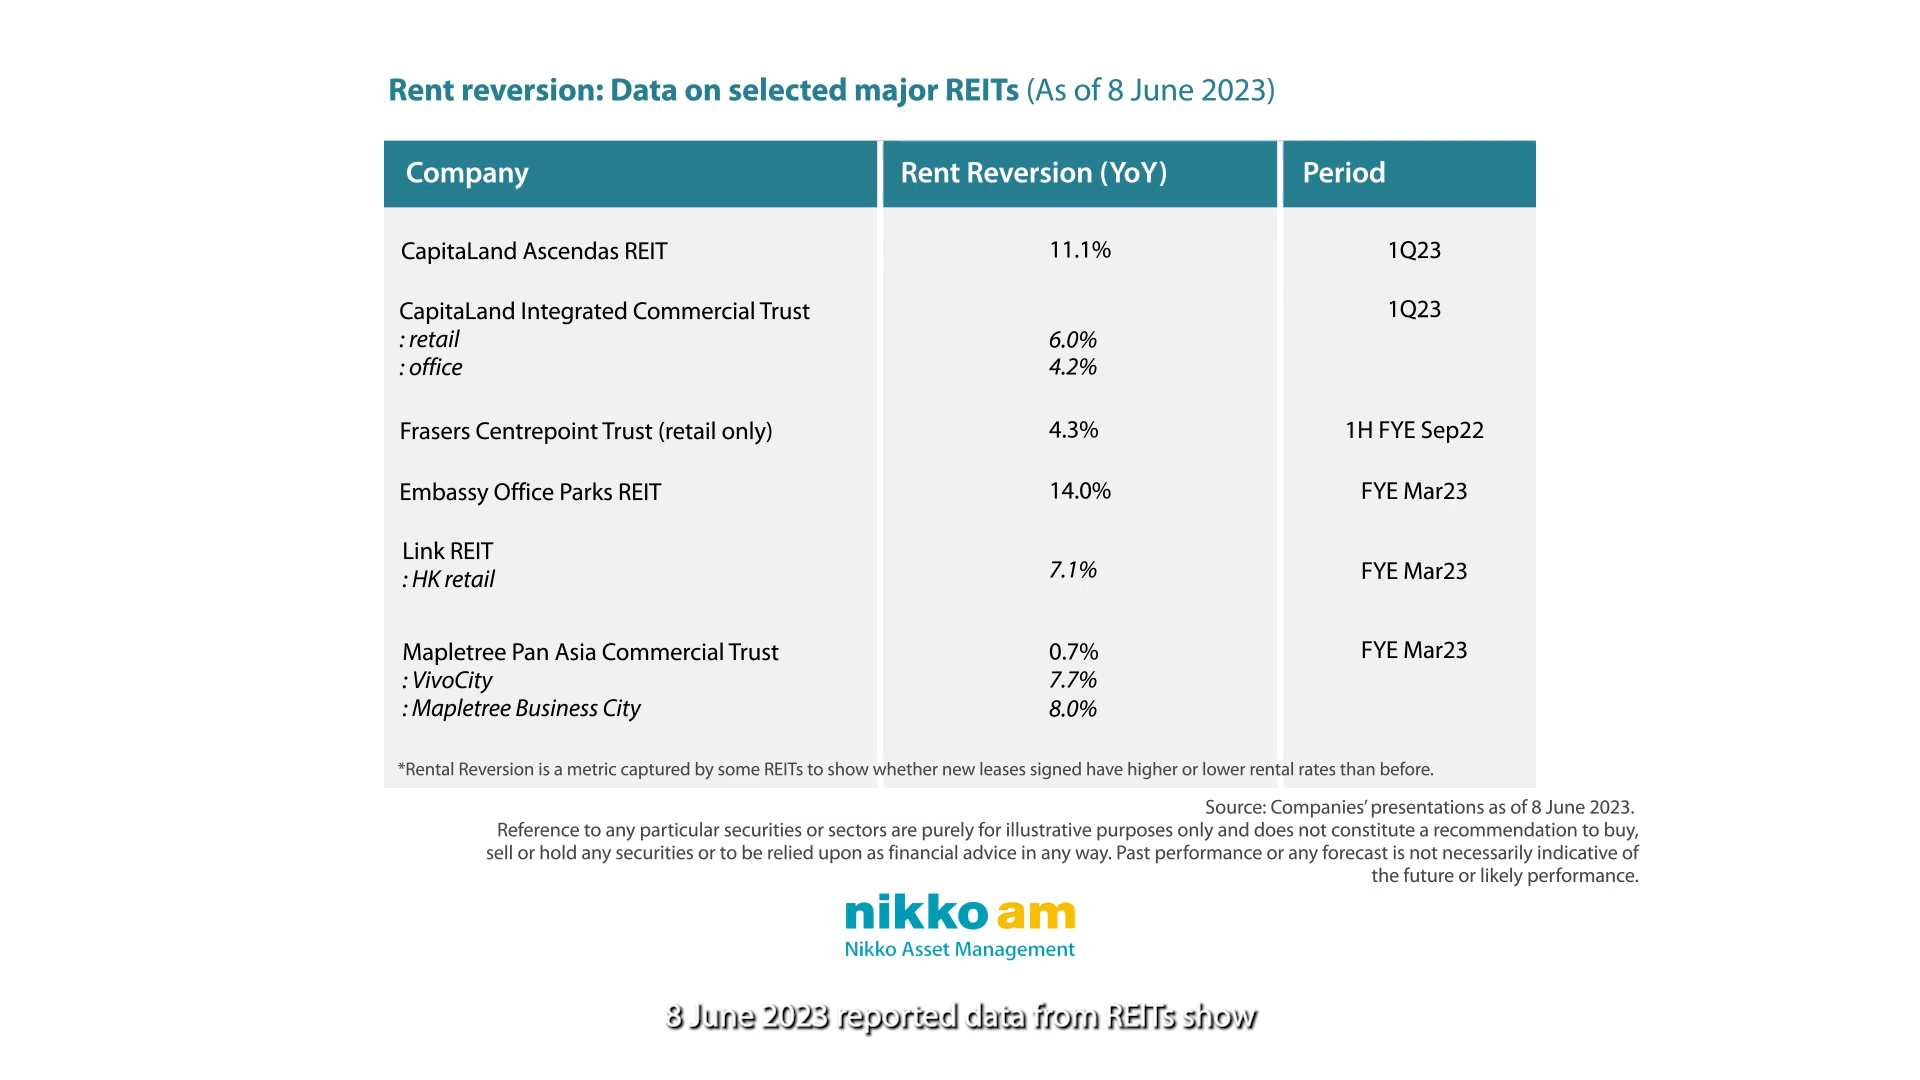 Rent reversion: Data on selected major REITs (As of 8 June 2023)
Company Rent Reversion (YoY) Period
CapitaLand Ascendas REIT 11.1% 1Q23
CapitaLand Integrated Commercial Trust 1Q23
: retail 6.0%
: office 4.2%
Frasers Centrepoint Trust (retail only) 4.3% 1H FYE Sep22
Embassy Office Parks REIT 14.0% FYE Mar23
Link REIT
: HK retail 7.1% FYE Mar23
Mapletree Pan Asia Commercial Trust 0.7% FYE Mar23
: VivoCity 7.7%
: Mapletree Business City 8.0%
*Rental Reversion is a metric captured by some REITs to show whether new leases signed have higher or lower rental rates than before.
Source: Companies’ presentations as of 8 June 2023.
Reference to any particular securities or sectors are purely for illustrative purposes only and does not constitute a recommendation to buy,
sell or hold any securities or to be relied upon as financial advice in any way. Past performance or any forecast is not necessarily indicative of
the future or likely performance.
nikko am
Nikko Asset Management
8 June 2023 reported data from REITs show